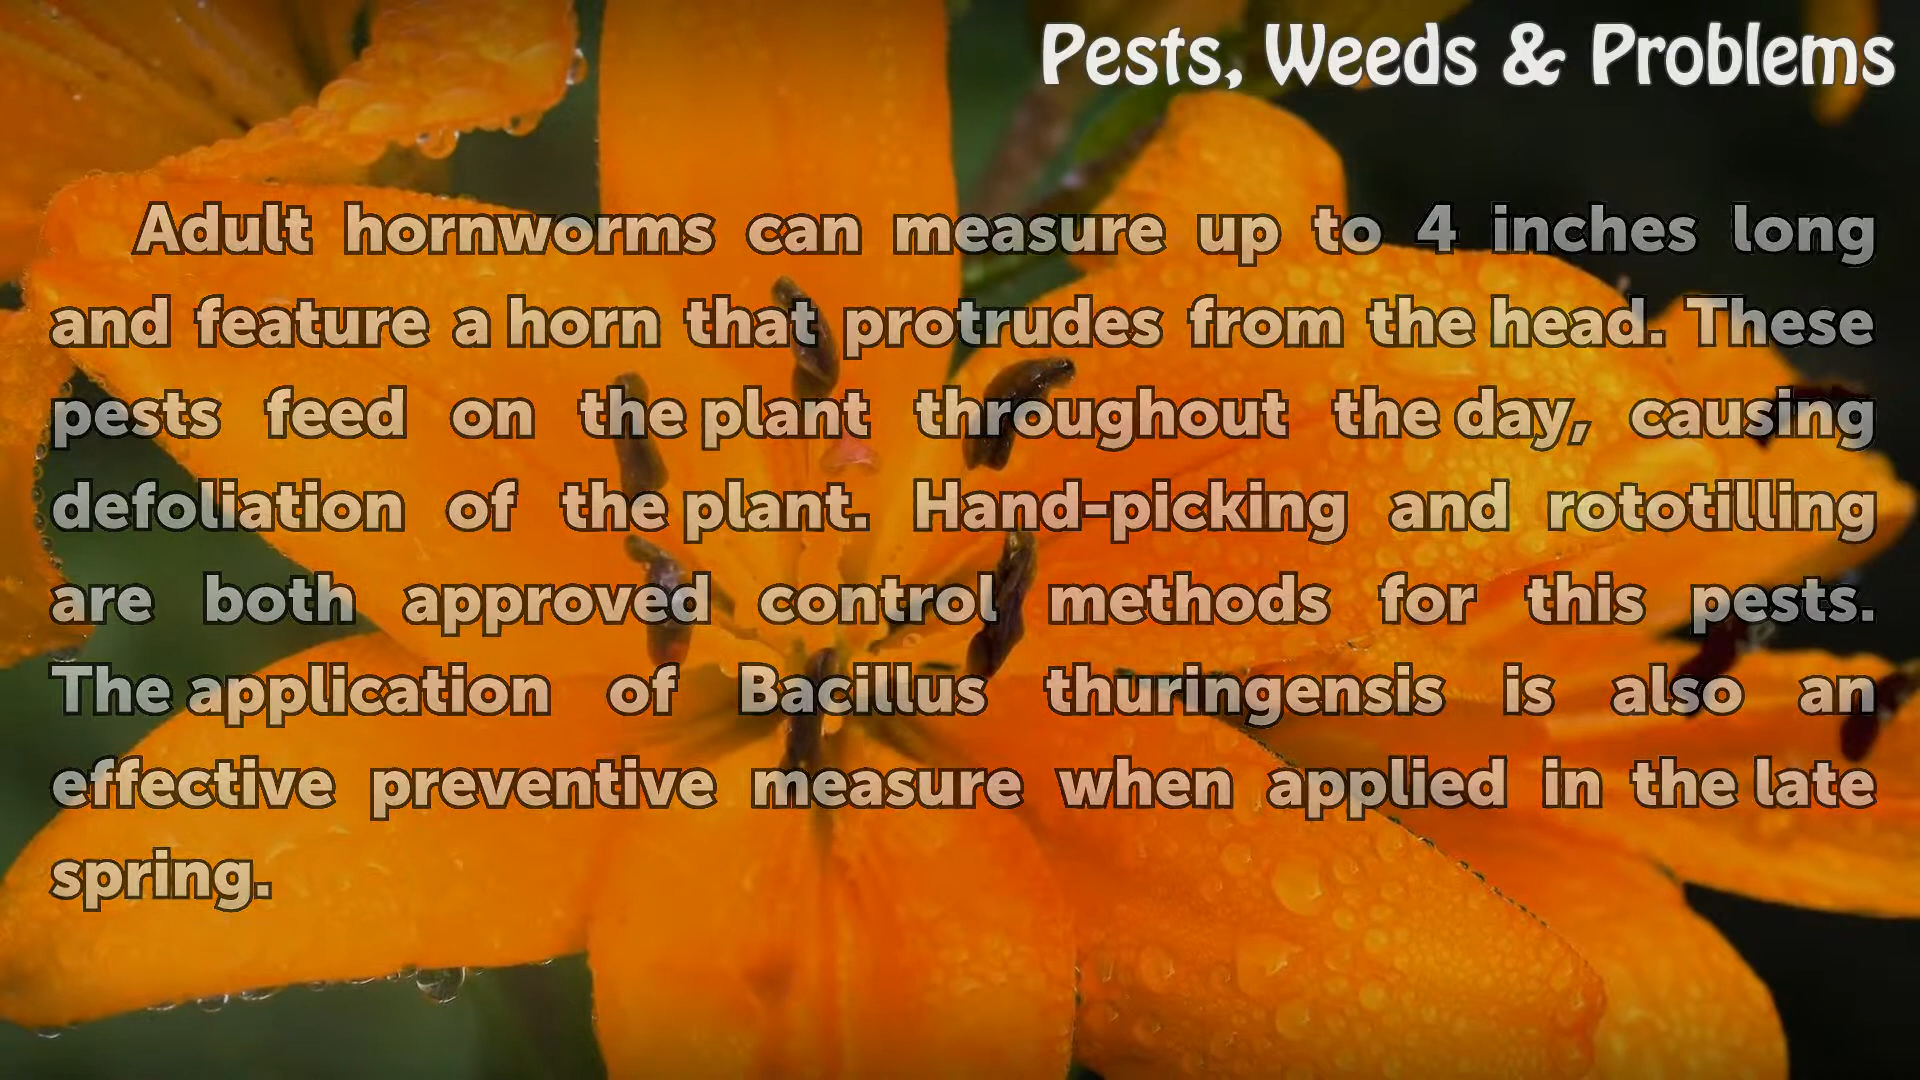 Pests, Weeds & Problems
Adult hornworms can measure up to 4 inches long
and feature a horn that protrudes from the head. These
pests feed on the plant throughout the day, causing
defoliation of the plant. Hand-picking and rototilling
are both approved control methods for this pests.
The application of Bacillus thuringensis is also an
effective preventive measure when applied in the late
spring.